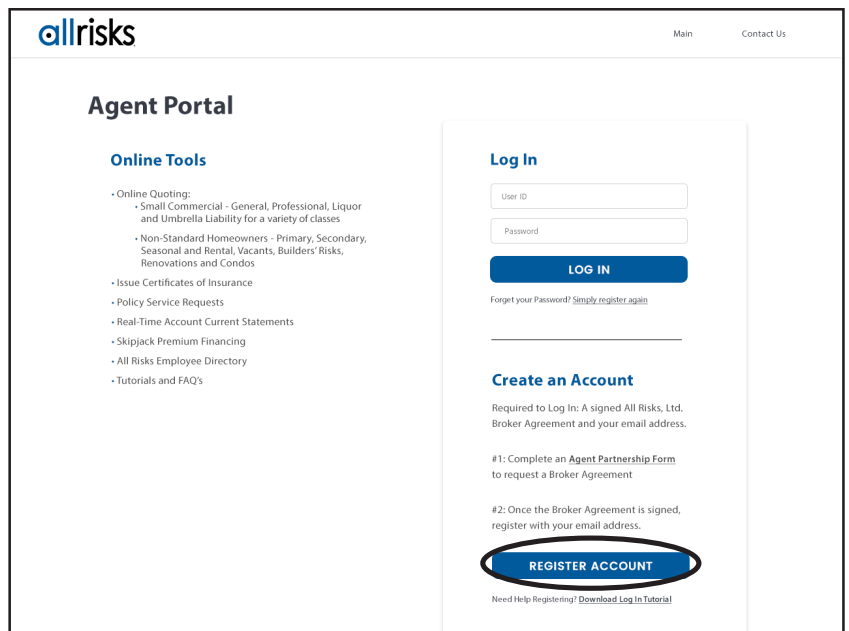 allrisks
Main
Contact Us
Agent Portal
Online Tools
• Online Quoting:
• Small Commercial - General, Professional, Liquor
and Umbrella Liability for a variety of classes
• Non-Standard Homeowners - Primary, Secondary,
Seasonal and Rental, Vacants, Builders' Risks,
Renovations and Condos
• Issue Certificates of Insurance
• Policy Service Requests
• Real-Time Account Current Statements
• Skipjack Premium Financing
• All Risks Employee Directory
• Tutorials and FAQ's
Log In
User ID
Password
LOG IN
Forget your Password? Simply register again
Create an Account
Required to Log In: A signed All Risks, Ltd.
Broker Agreement and your email address.
#1: Complete an Agent Partnership Form
to request a Broker Agreement
#2: Once the Broker Agreement is signed,
register with your email address.
REGISTER ACCOUNT
Need Help Registering? Download Log In Tutorial